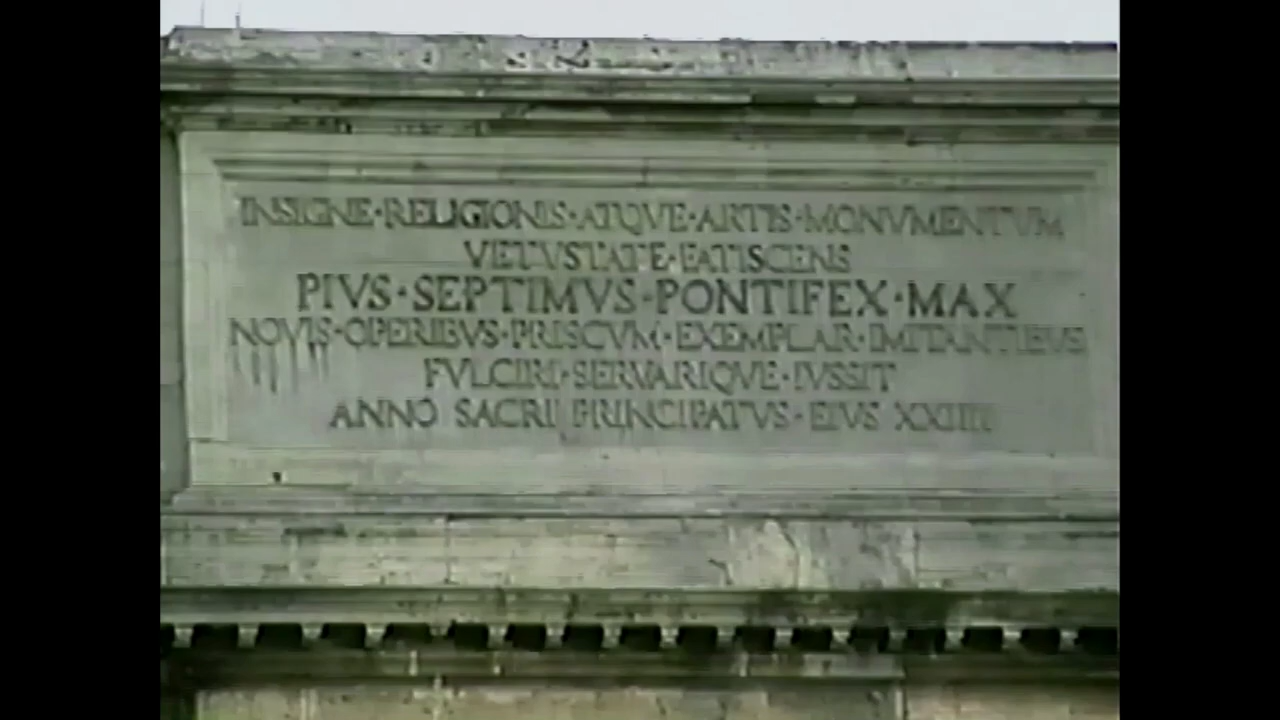 INSIGNE·RELIGIONIS·ATQVE·ARTIS·MONVMENTVM
VETVSTATE·FATISCENS
PIVS·SEPTIMVS·PONTIFEX·MAX
NOVIS·OPERIBVS·PRISCVM·EXEMPLAR·IMITANTIBVS
FVLCIRI·SERVARIQVE·IVSSIT
ANNO SACRI PRINCIPATVS·EIVS XXIIII